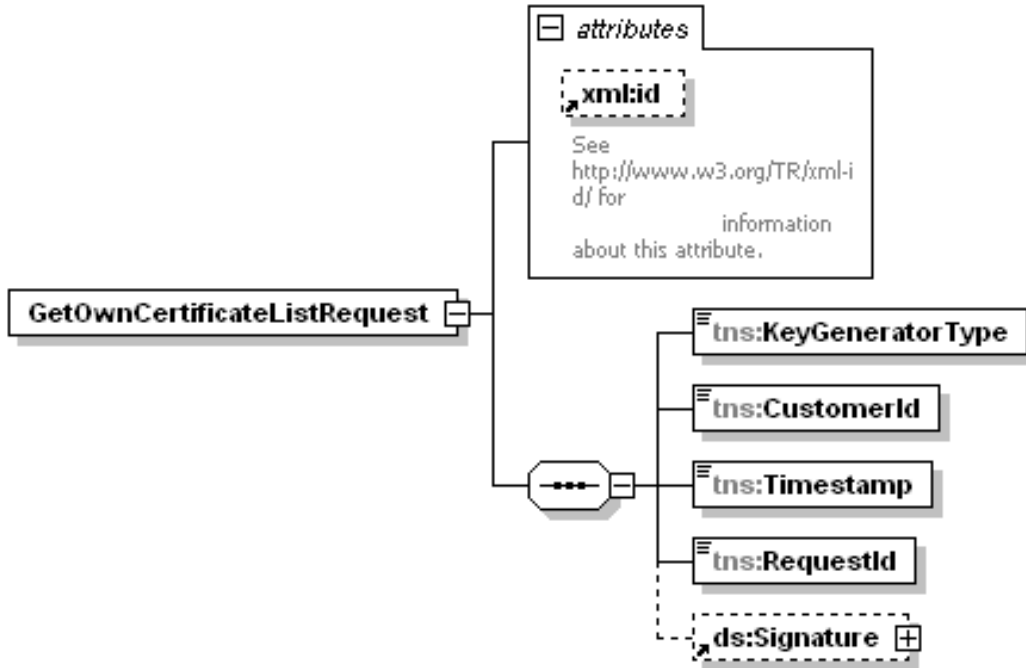 attributes
xml:id
See
http://www.w3.org/TR/xml-i
d/ for
information
about this attribute.
GetOwnCertificateListRequest
tns:KeyGeneratorType
tns:CustomerId
tns:Timestamp
tns:RequestId
ds:Signature